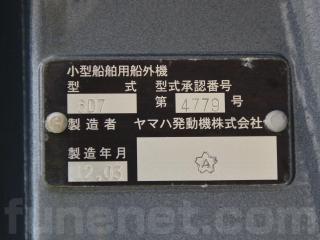 小型船舶用船外機
型式 6D7 型式承認番号
第 4779 号
製造者 ヤマハ発動機株式会社
製造年月 12.03
A
funenet.com